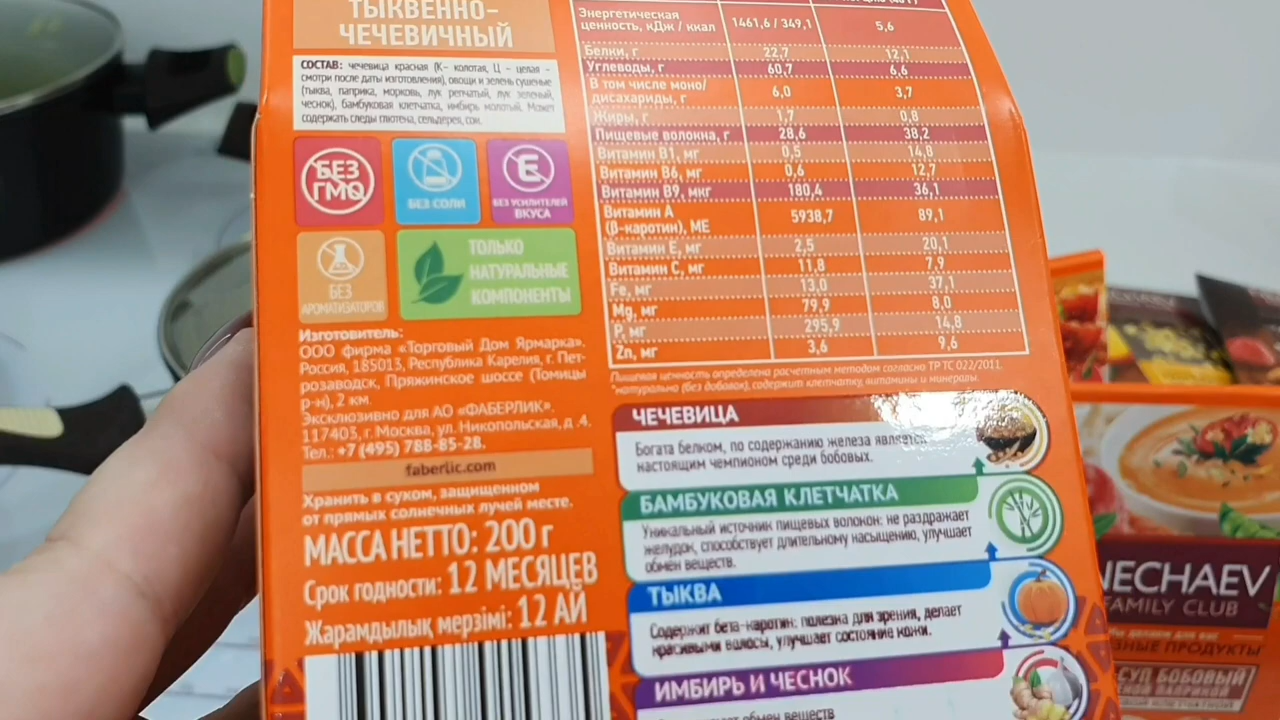 ТЫКВЕННО-
ЧЕЧЕВИЧНЫЙ
СОСТАВ: чечевица красная (К– колотая, Ц – целая –
смотри после даты изготовления), овощи и зелень сушеные
(тыква, паприка, морковь, лук репчатый, лук зеленый,
чеснок), бамбуковая клетчатка, имбирь молотый. Может
содержать следы глютена, сельдерея, сои.
БЕЗ
ГМО
БЕЗ СОЛИ
E
БЕЗ УСИЛИТЕЛЕЙ
ВКУСА
БЕЗ
АРОМАТИЗАТОРОВ
ТОЛЬКО
НАТУРАЛЬНЫЕ
КОМПОНЕНТЫ
Изготовитель:
ООО фирма «Торговый Дом Ярмарка».
Россия, 185013, Республика Карелия, г. Пет-
розаводск, Пряжинское шоссе (Томицы
р-н), 2 км.
Эксклюзивно для АО «ФАБЕРЛИК».
117403, г. Москва, ул. Никопольская, д .4.
Тел.: +7 (495) 788-85-28.
faberlic.com
Хранить в сухом, защищенном
от прямых солнечных лучей месте.
МАССА НЕТТО: 200 г
Срок годности: 12 МЕСЯЦЕВ
Жарамдылық мерзімі: 12 АЙ
Энергетическая
ценность, кДж / ккал 1461,6 / 349,1 5,6
Белки, г 22,7 12,1
Углеводы, г 60,7 6,6
В том числе моно/
дисахариды, г 6,0 3,7
Жиры, г 1,7 0,8
Пищевые волокна, г 28,6 38,2
Витамин В1, мг 0,5 14,8
Витамин В6, мг 0,6 12,7
Витамин В9, мкг 180,4 36,1
Витамин А
(β-каротин), МЕ 5938,7 89,1
Витамин Е, мг 2,5 20,1
Витамин С, мг 11,8 7,9
Fe, мг 13,0 37,1
Mg, мг 79,9 8,0
P, мг 295,9 14,8
Zn, мг 3,6 9,6
Пищевая ценность определена расчетным методом согласно ТР ТС 022/2011.
*натурально (без добавок), содержит клетчатку, витамины и минералы.
ЧЕЧЕВИЦА
Богата белком, по содержанию железа является
настоящим чемпионом среди бобовых.
БАМБУКОВАЯ КЛЕТЧАТКА
Уникальный источник пищевых волокон: не раздражает
желудок, способствует длительному насыщению, улучшает
обмен веществ.
ТЫКВА
Содержит бета-каротин: полезна для зрения, делает
красивыми волосы, улучшает состояние кожи.
ИМБИРЬ И ЧЕСНОК
обмен веществ
NECHAEV
FAMILY CLUB
ПРОДУКТЫ
СУП БОБОВЫЙ